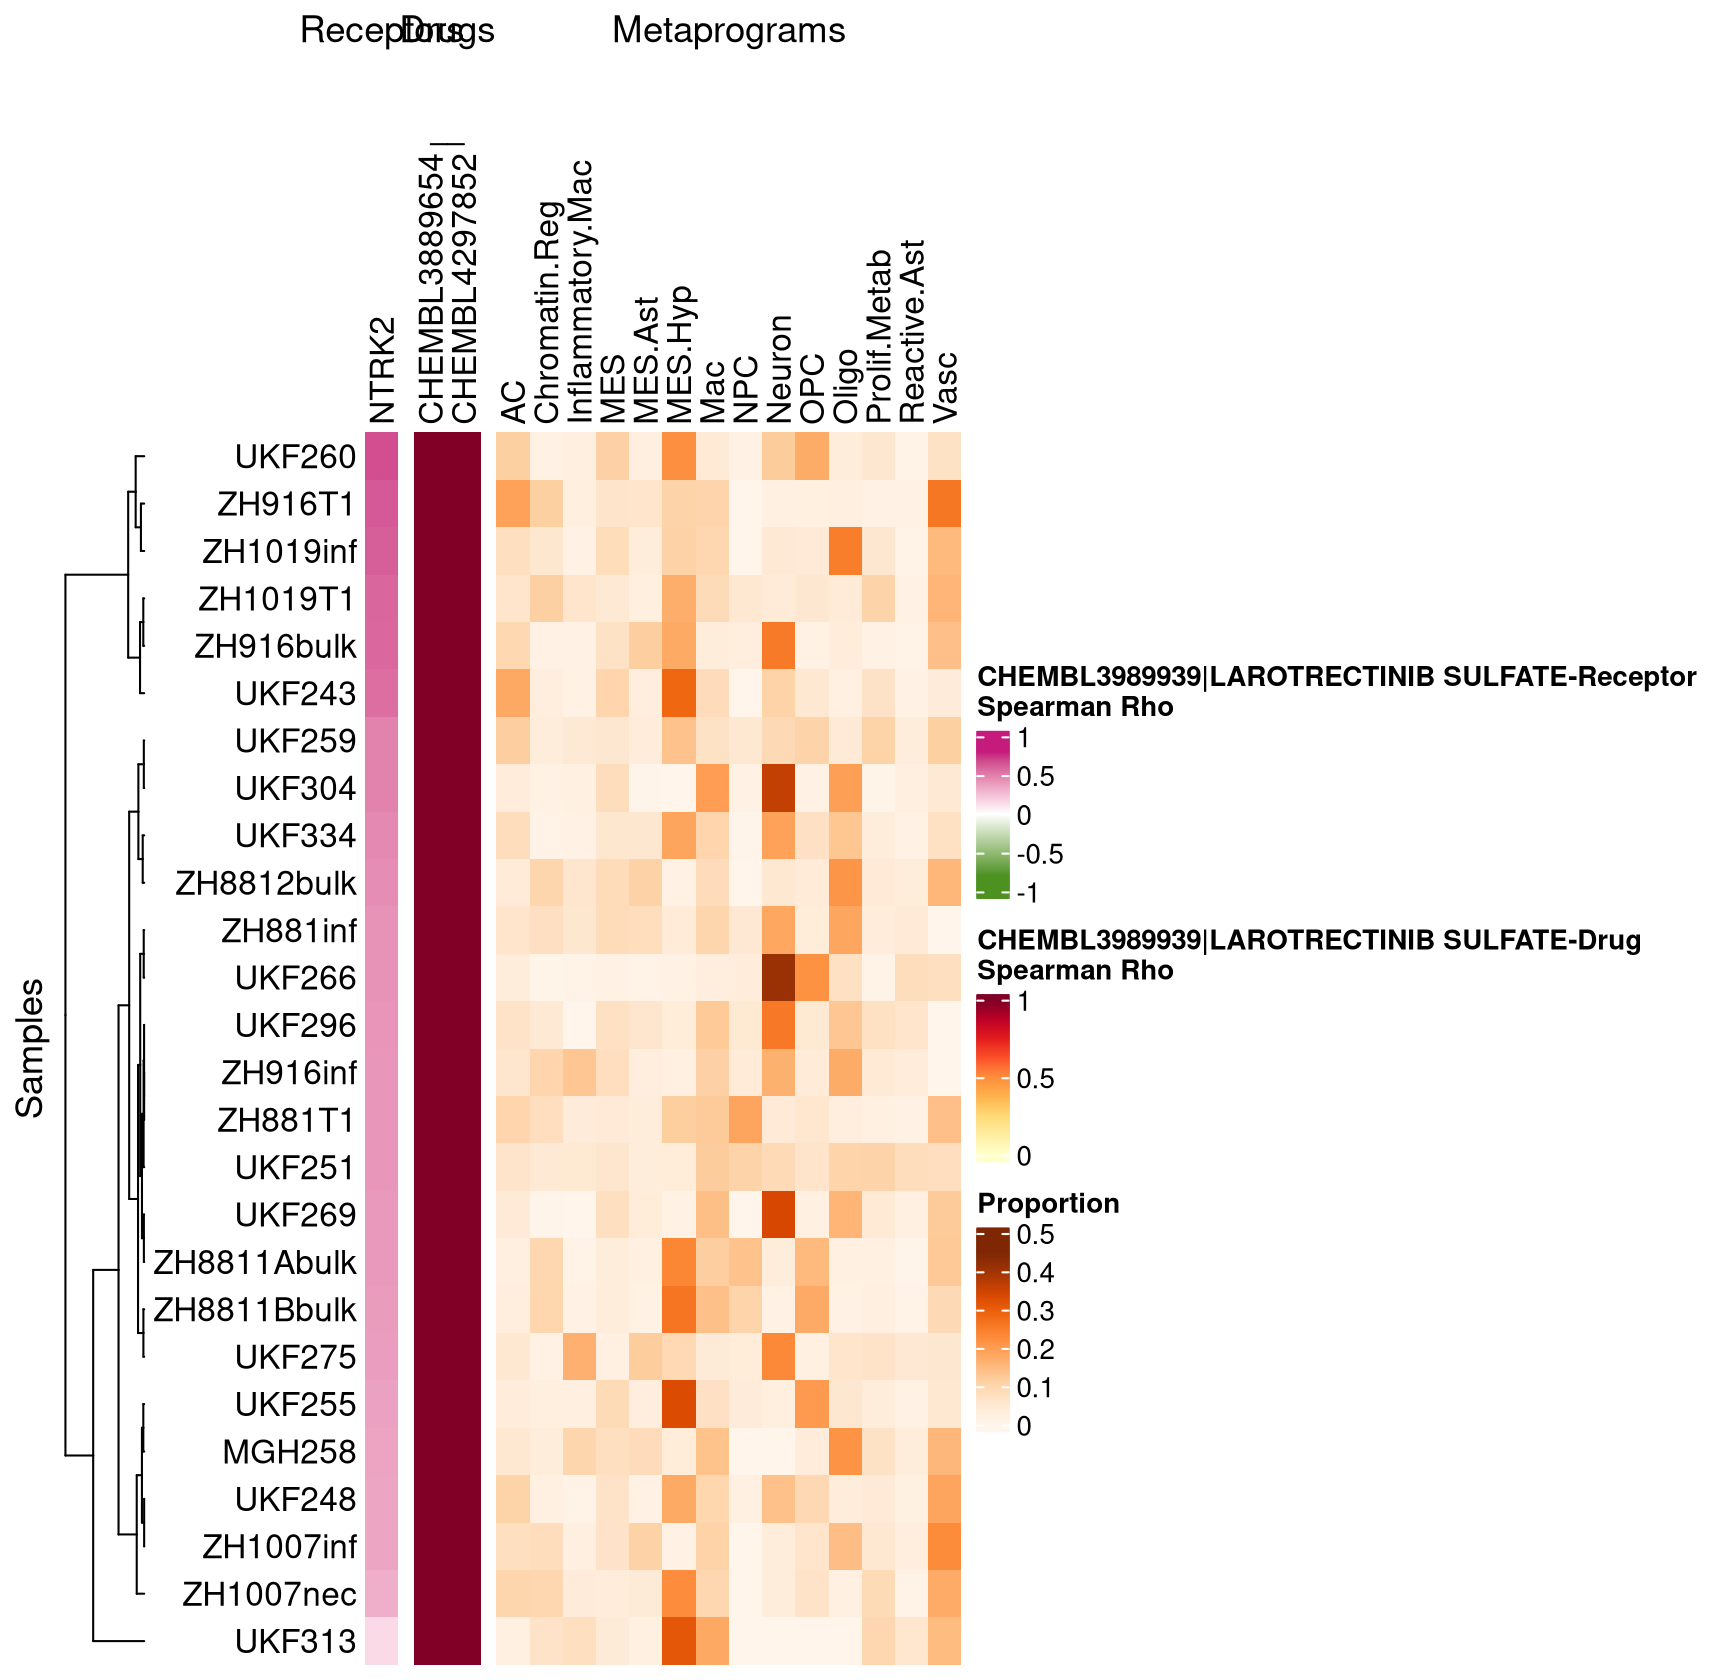 Receptors Drugs Metaprograms
NTRK2
CHEMBL3889654|
CHEMBL4297852|
AC
Chromatin.Reg
Inflammatory.Mac
MES
MES.Ast
MES.Hyp
Mac
NPC
Neuron
OPC
Oligo
Prolif.Metab
Reactive.Ast
Vasc
Samples
UKF260
ZH916T1
ZH1019inf
ZH1019T1
ZH916bulk
UKF243
UKF259
UKF304
UKF334
ZH8812bulk
ZH881inf
UKF266
UKF296
ZH916inf
ZH881T1
UKF251
UKF269
ZH8811Abulk
ZH8811Bbulk
UKF275
UKF255
MGH258
UKF248
ZH1007inf
ZH1007nec
UKF313
CHEMBL3989939|LAROTRECTINIB SULFATE-Receptor
Spearman Rho
1
0.5
0
-0.5
-1
CHEMBL3989939|LAROTRECTINIB SULFATE-Drug
Spearman Rho
1
0.5
0
Proportion
0.5
0.4
0.3
0.2
0.1
0